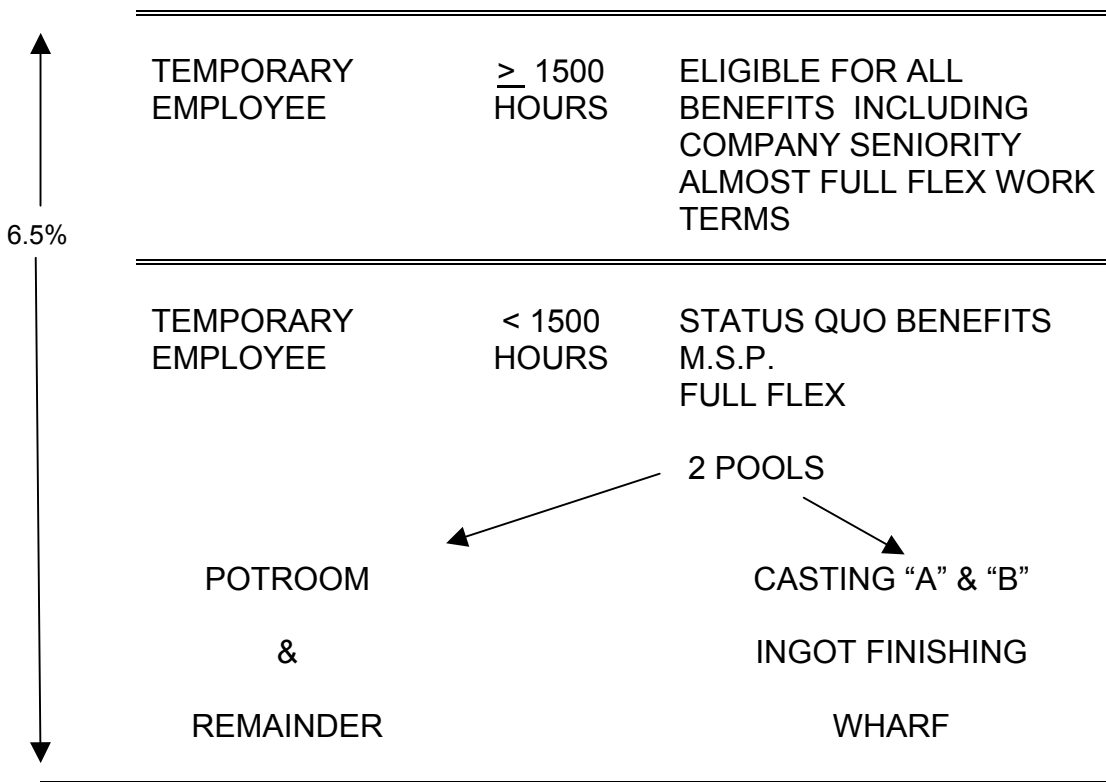 TEMPORARY ≥ 1500 ELIGIBLE FOR ALL
EMPLOYEE HOURS BENEFITS INCLUDING
COMPANY SENIORITY
ALMOST FULL FLEX WORK
TERMS
6.5%
TEMPORARY < 1500 STATUS QUO BENEFITS
EMPLOYEE HOURS M.S.P.
FULL FLEX
2 POOLS
POTROOM CASTING “A” & “B”
& INGOT FINISHING
REMAINDER WHARF